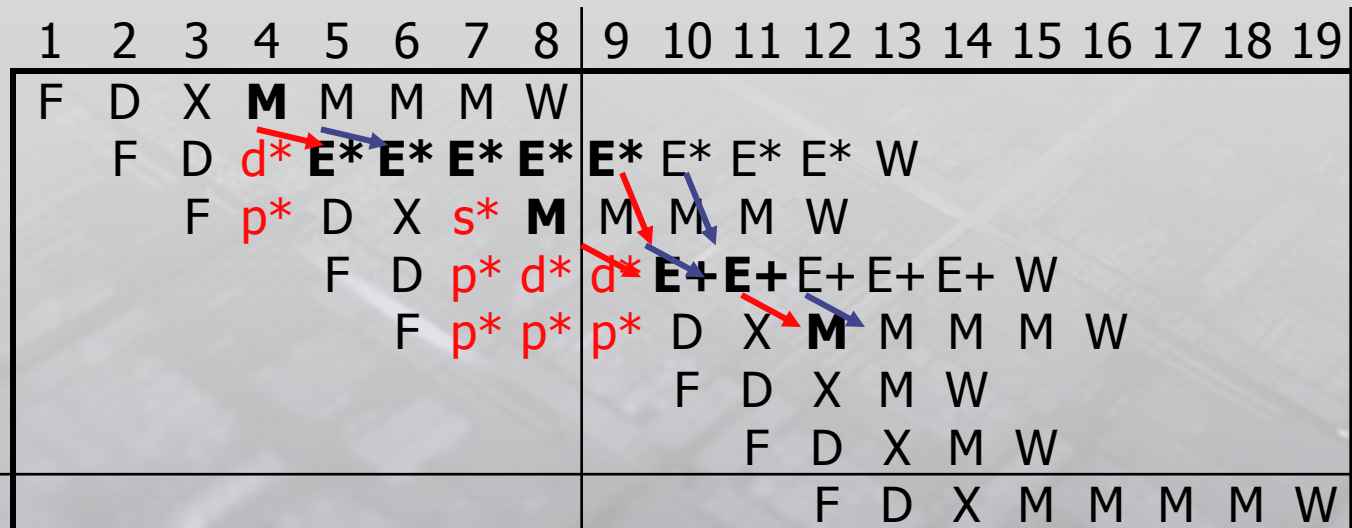 1 2 3 4 5 6 7 8 9 10 11 12 13 14 15 16 17 18 19
F D X M M M M W
F D d* E* E* E* E* E* E* E* E* W
F p* D X s* M M M M W
F D p* d* d* E+ E+ E+ E+ E+ W
F p* p* p* D X M M M M W
F D X M W
F D X M W
F D X M M M M W